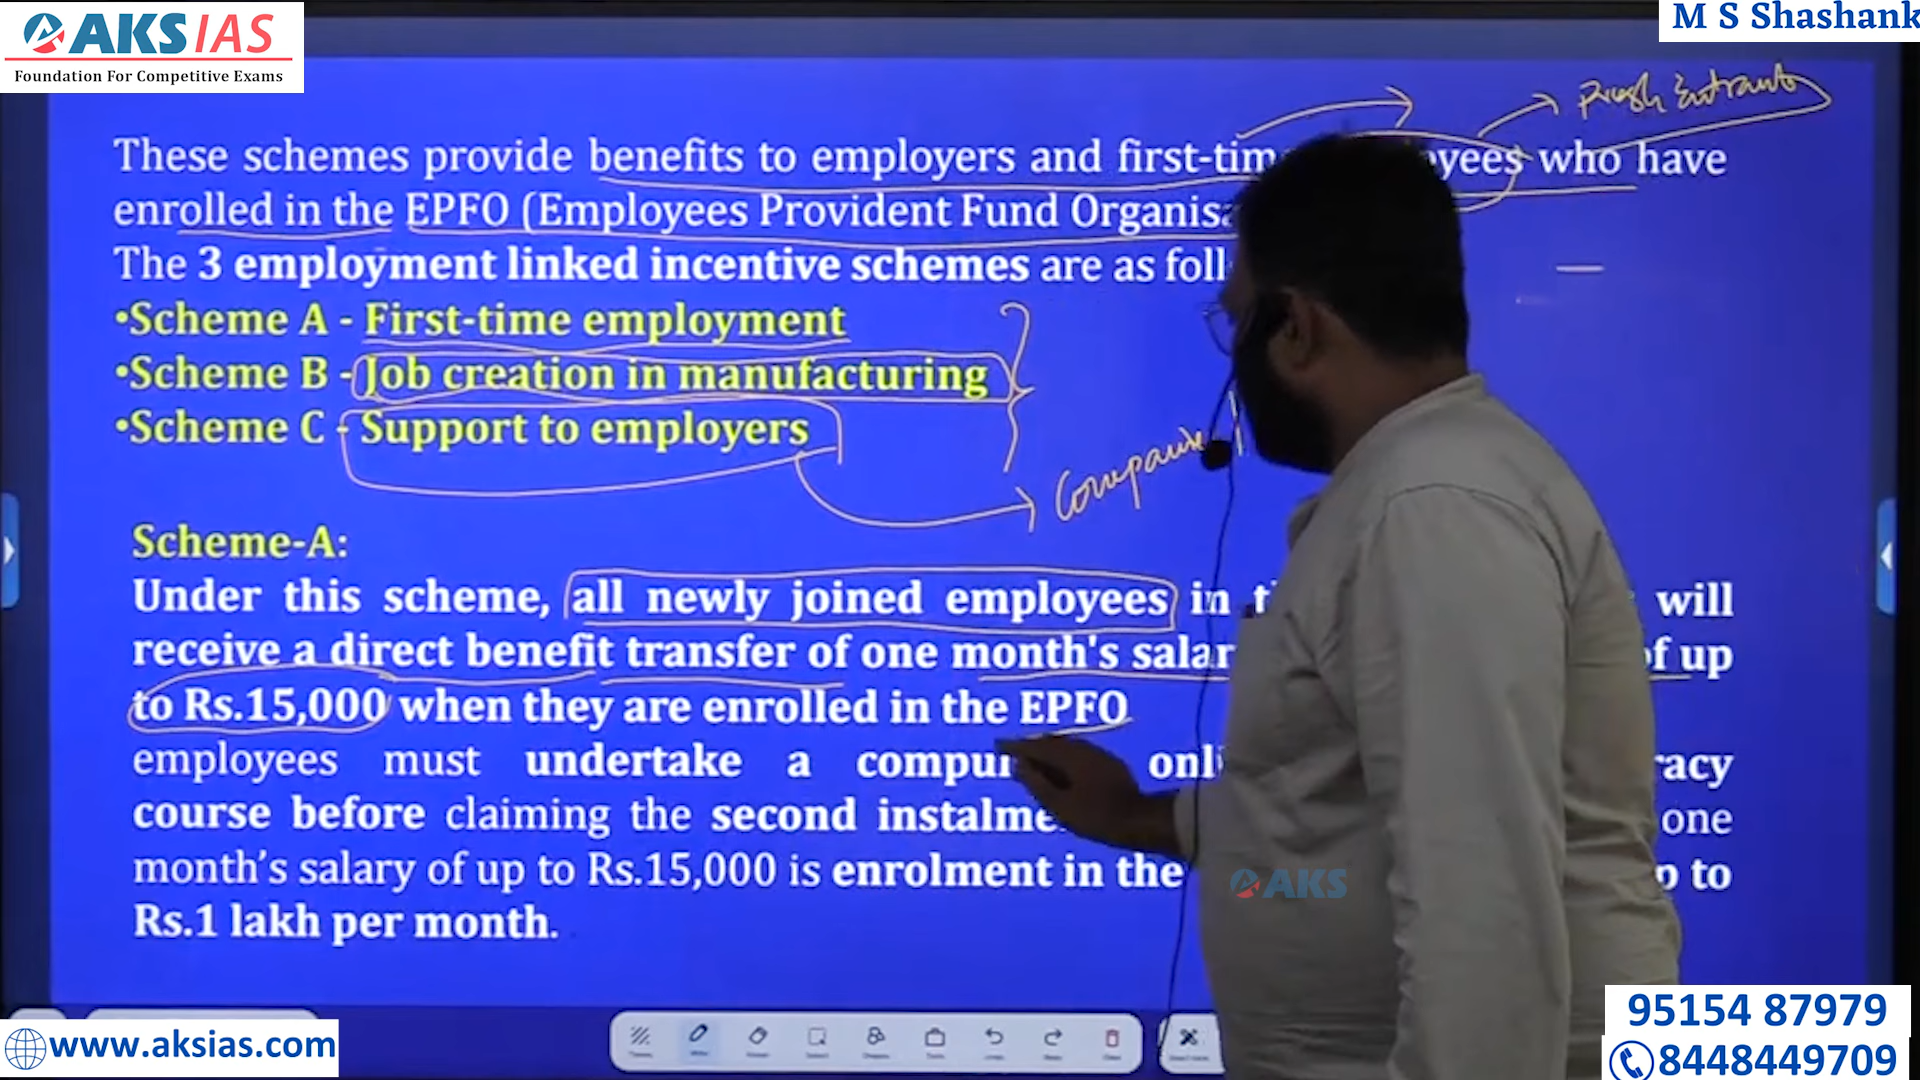 AKS IAS
Foundation For Competitive Exams
M S Shashank
Fresh Entrants
These schemes provide benefits to employers and first-tim yees who have
enrolled in the EPFO (Employees Provident Fund Organisa
The 3 employment linked incentive schemes are as foll
•Scheme A - First-time employment
•Scheme B - Job creation in manufacturing
•Scheme C - Support to employers
Scheme-A:
Under this scheme, all newly joined employees in t will
receive a direct benefit transfer of one month's salar of up
to Rs.15,000 when they are enrolled in the EPFO
employees must undertake a compu onli racy
course before claiming the second instalme one
month's salary of up to Rs.15,000 is enrolment in the p to
Rs.1 lakh per month.
AKS
www.aksias.com
95154 87979
8448449709